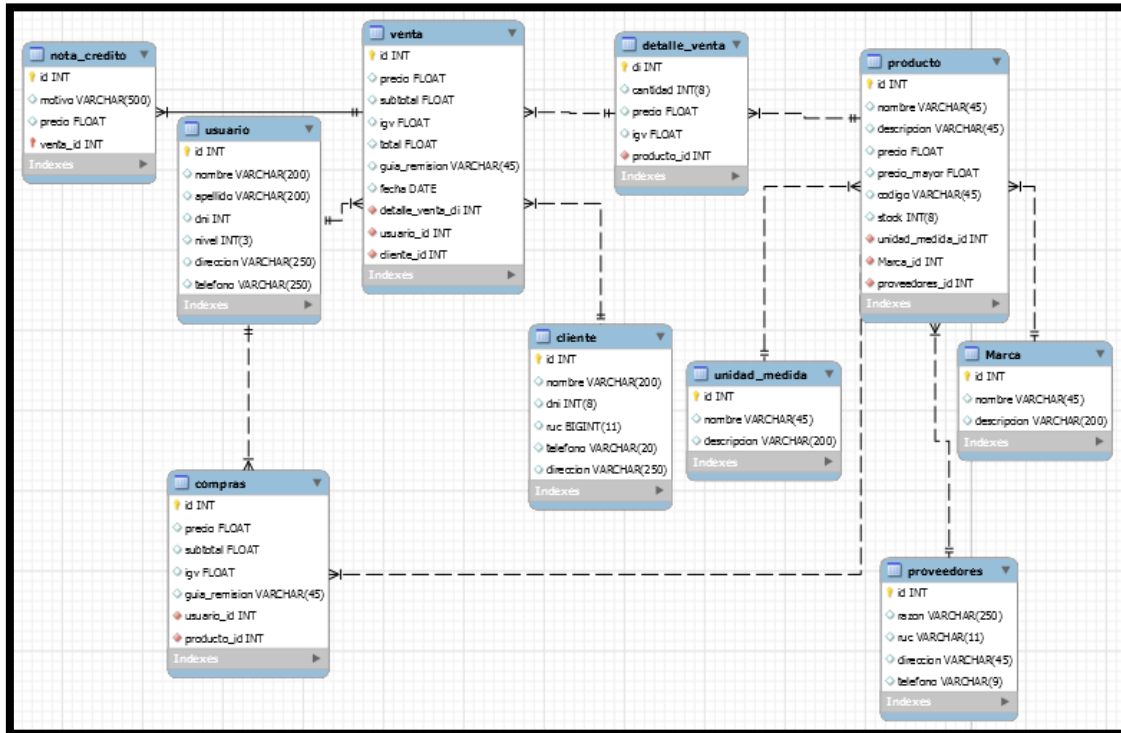 nota_credito
id INT
motivo VARCHAR(500)
precio FLOAT
venta_id INT
Indexes
usuario
id INT
nombre VARCHAR(200)
apellido VARCHAR(200)
dni INT
nivel INT(3)
direccion VARCHAR(250)
telefono VARCHAR(250)
Indexes
venta
id INT
precio FLOAT
subtotal FLOAT
igv FLOAT
total FLOAT
guia_remision VARCHAR(45)
fecha DATE
detalle_venta_di INT
usuario_id INT
cliente_id INT
Indexes
detalle_venta
di INT
cantidad INT(8)
precio FLOAT
igv FLOAT
producto_id INT
Indexes
producto
id INT
nombre VARCHAR(45)
descripcion VARCHAR(45)
precio FLOAT
precio_mayor FLOAT
codigo VARCHAR(45)
stock INT(8)
unidad_medida_id INT
Marca_id INT
proveedores_id INT
Indexes
cliente
id INT
nombre VARCHAR(200)
dni INT(8)
ruc BIGINT(11)
telefono VARCHAR(20)
direccion VARCHAR(250)
Indexes
unidad_medida
id INT
nombre VARCHAR(45)
descripcion VARCHAR(200)
Indexes
Marca
id INT
nombre VARCHAR(45)
descripcion VARCHAR(200)
Indexes
compras
id INT
precio FLOAT
subtotal FLOAT
igv FLOAT
guia_remision VARCHAR(45)
usuario_id INT
producto_id INT
Indexes
proveedores
id INT
razon VARCHAR(250)
ruc VARCHAR(11)
direccion VARCHAR(45)
telefono VARCHAR(9)
Indexes